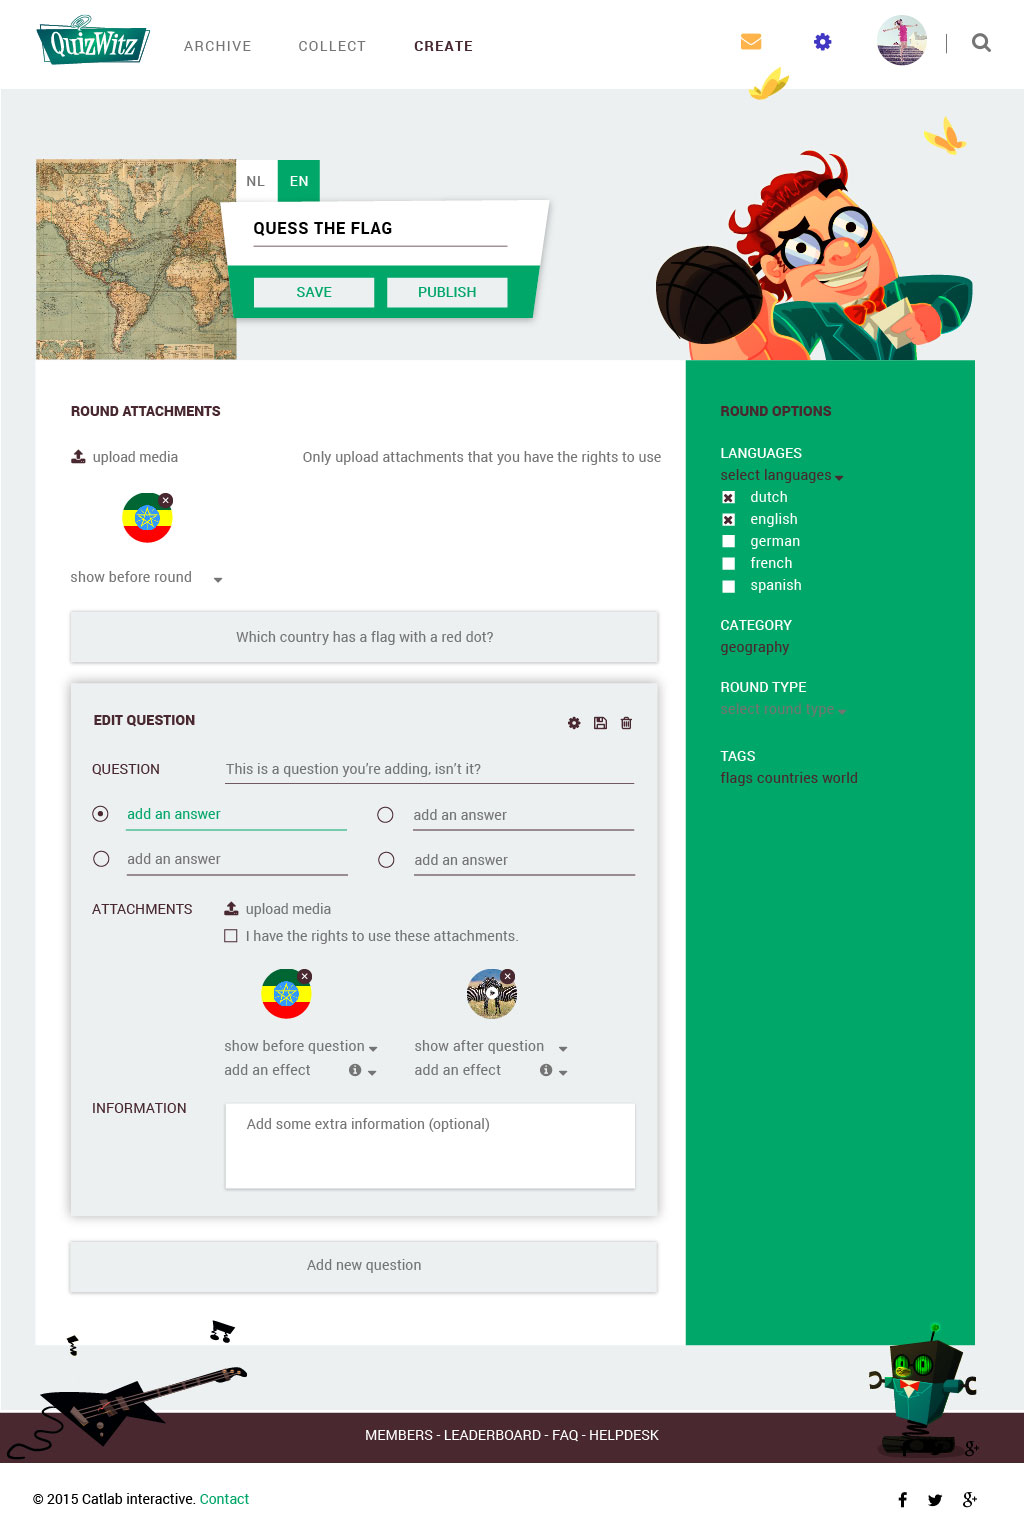 QuizWitz
ARCHIVE COLLECT CREATE
NL EN
QUESS THE FLAG
SAVE PUBLISH
ROUND ATTACHMENTS
upload media Only upload attachments that you have the rights to use
show before round
Which country has a flag with a red dot?
EDIT QUESTION
QUESTION This is a question you're adding, isn't it?
add an answer add an answer
add an answer add an answer
ATTACHMENTS upload media
I have the rights to use these attachments.
show before question show after question
add an effect add an effect
INFORMATION Add some extra information (optional)
Add new question
ROUND OPTIONS
LANGUAGES
select languages
dutch
english
german
french
spanish
CATEGORY
geography
ROUND TYPE
select round type
TAGS
flags countries world
MEMBERS - LEADERBOARD - FAQ - HELPDESK
© 2015 Catlab interactive. Contact